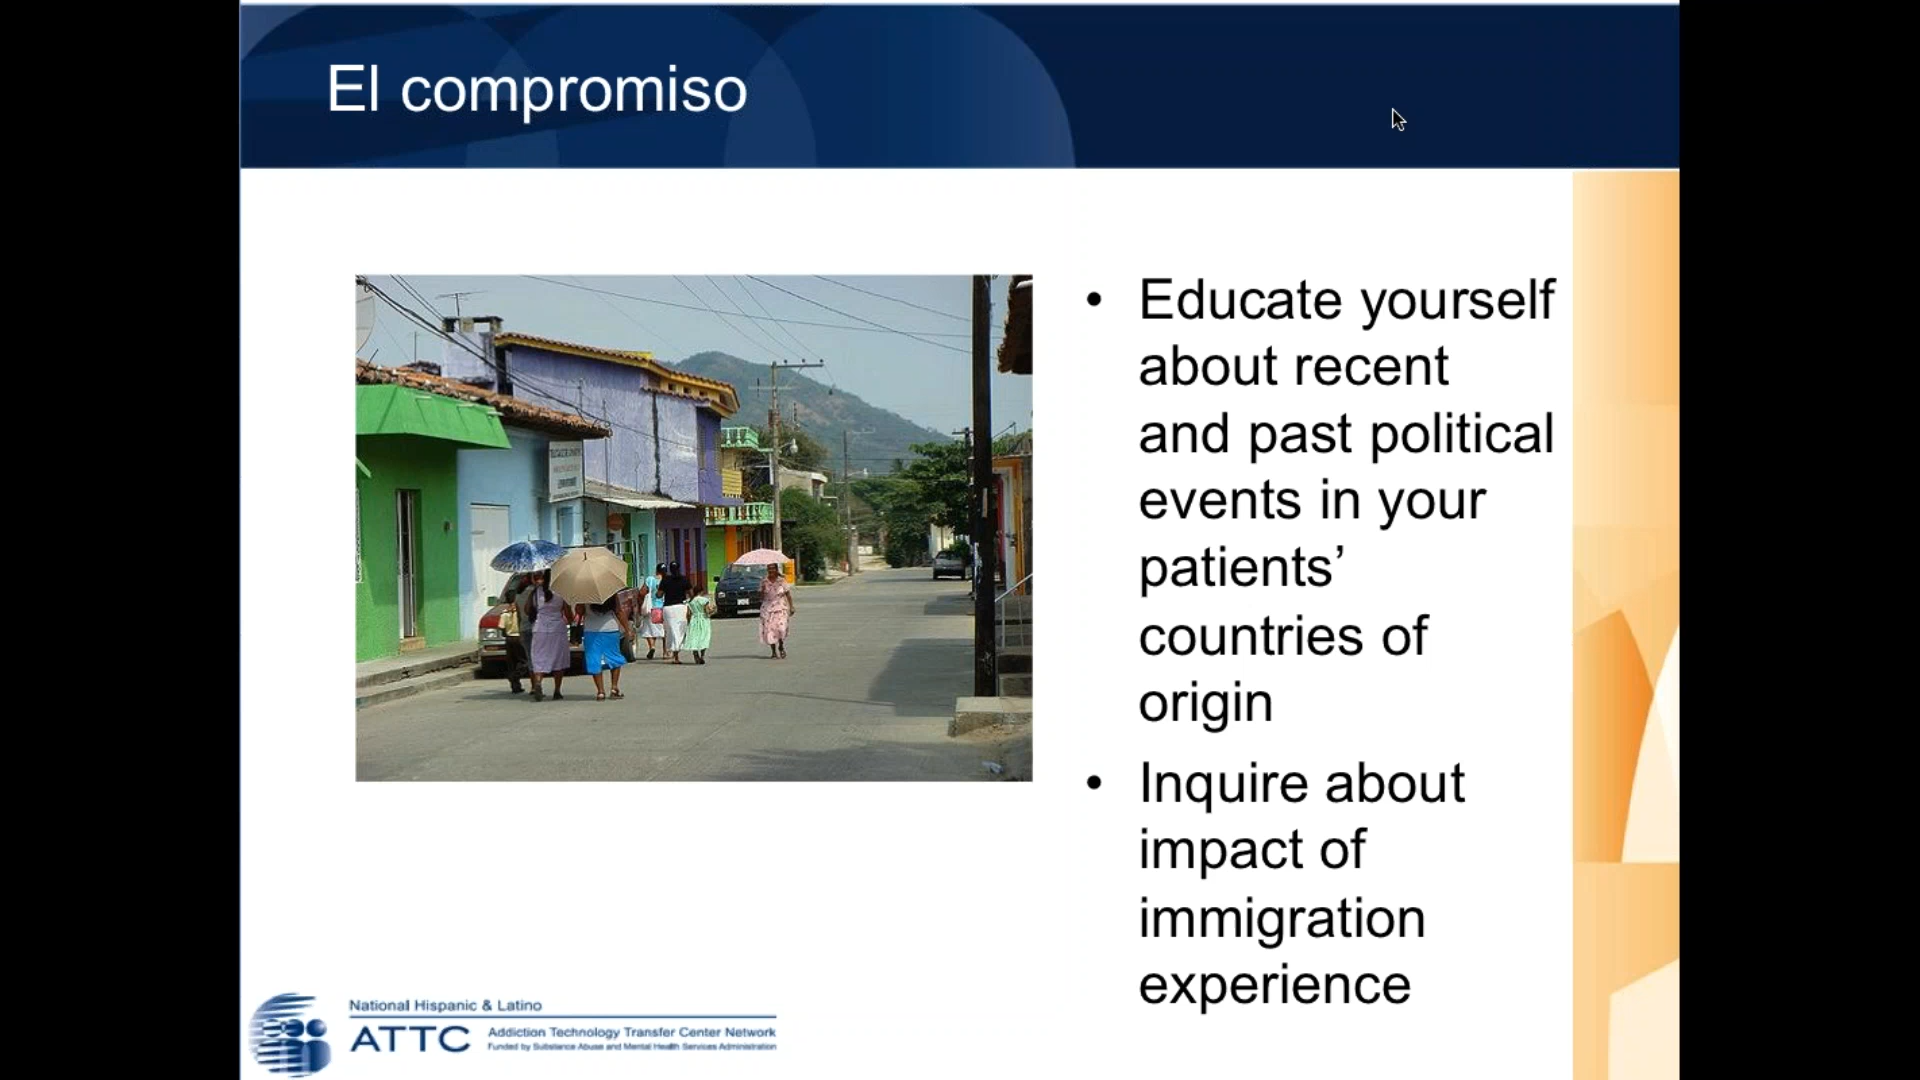 El compromiso
• Educate yourself
about recent
and past political
events in your
patients’
countries of
origin
• Inquire about
impact of
immigration
experience
National Hispanic & Latino
ATTC
Addiction Technology Transfer Center Network
Funded by Substance Abuse and Mental Health Services Administration